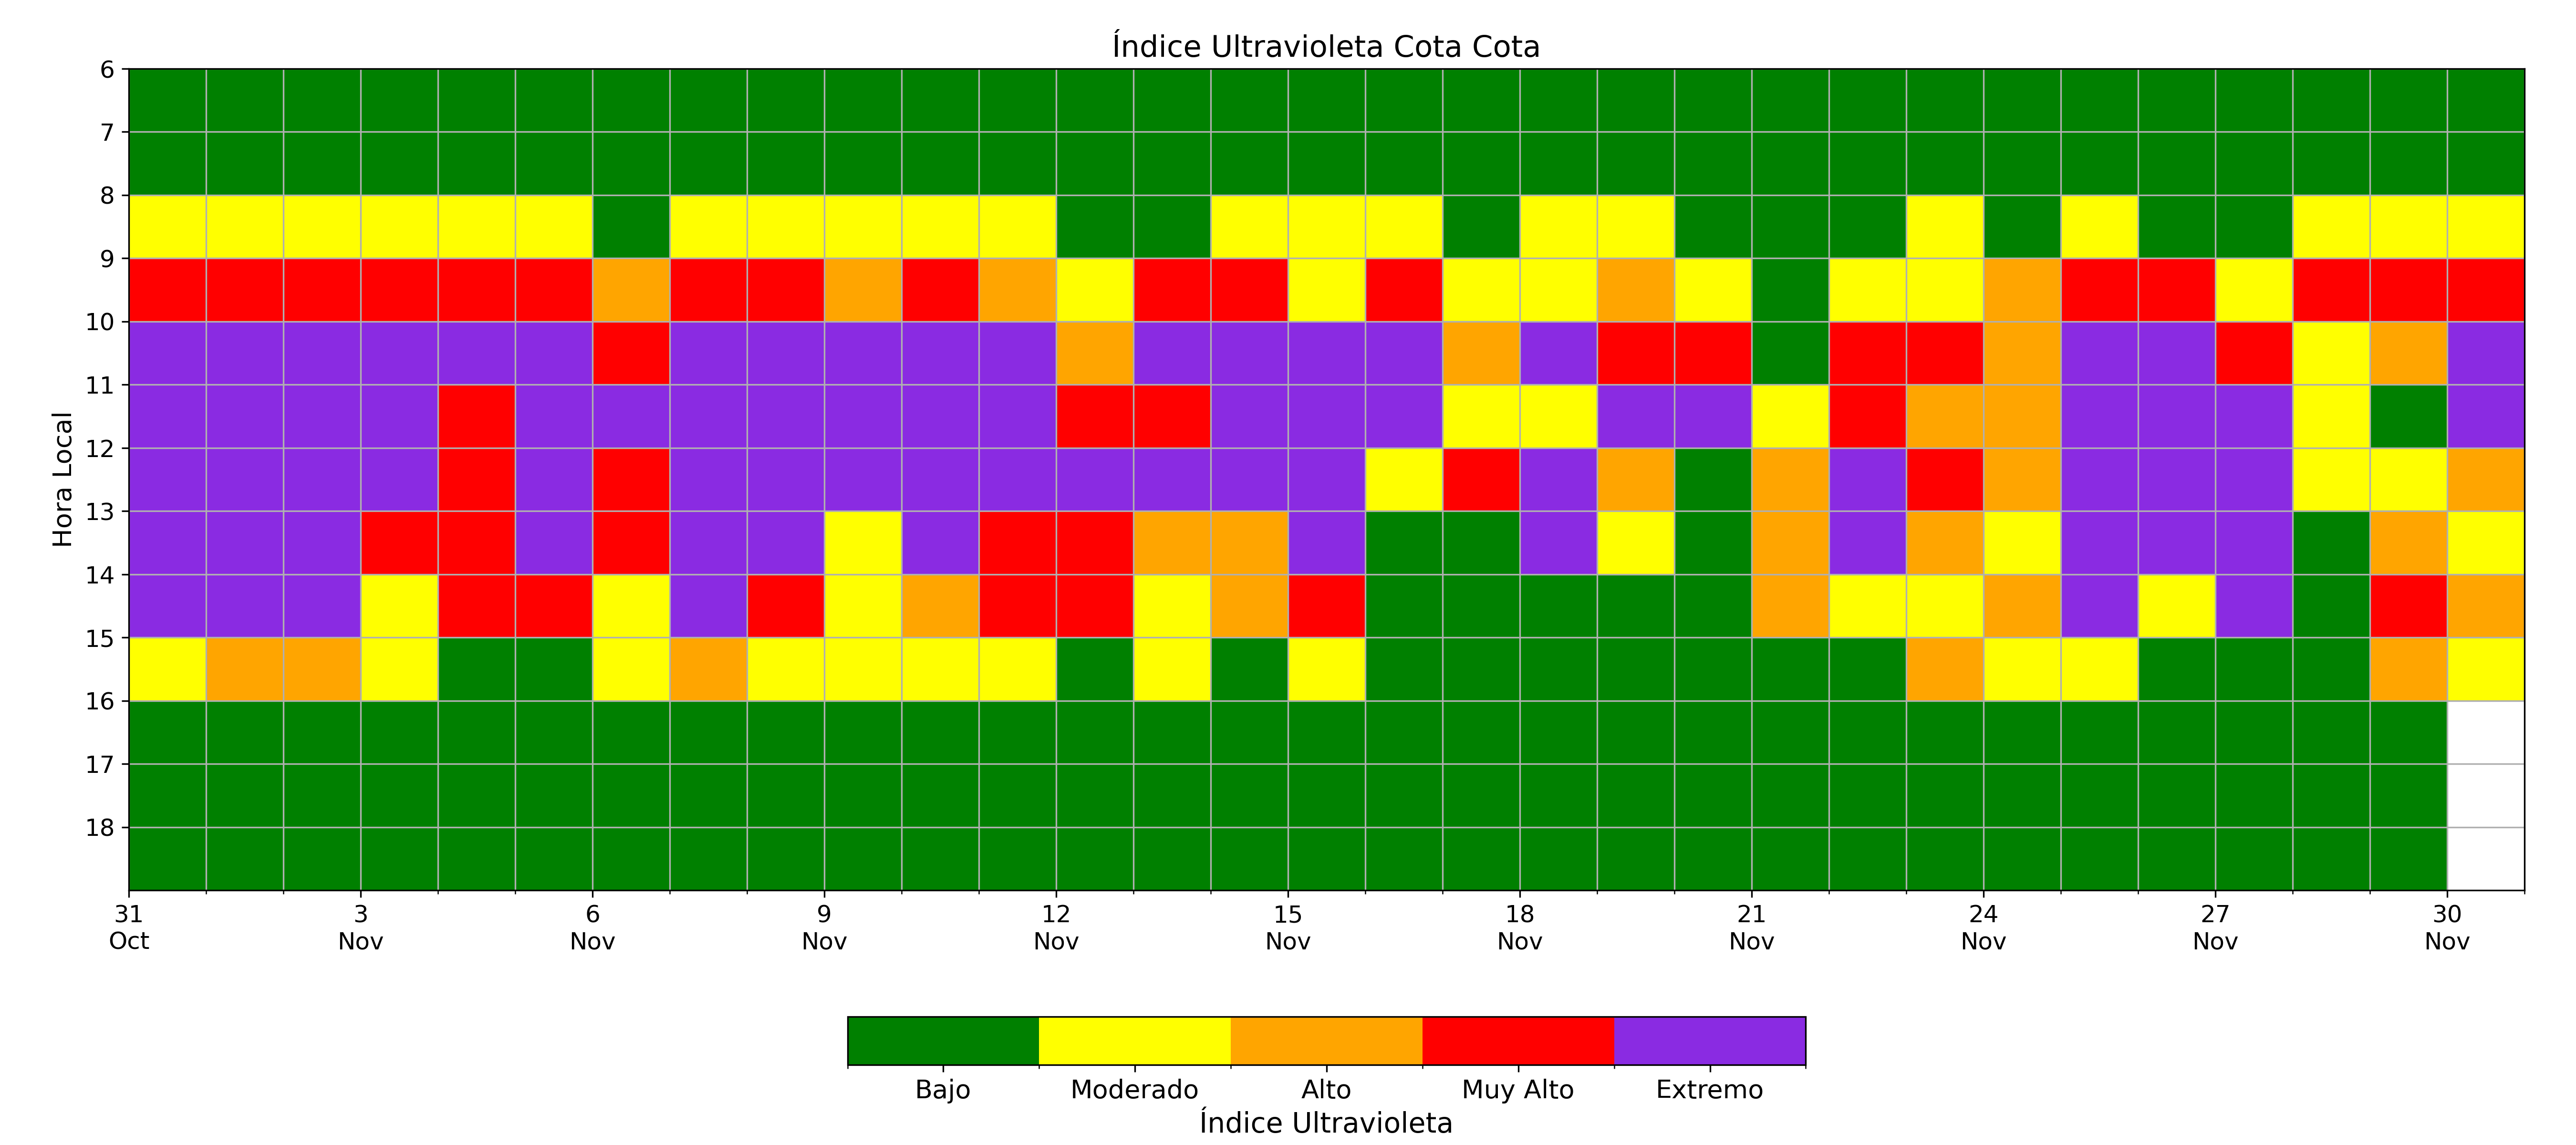 Índice Ultravioleta Cota Cota
6
7
8
9
10
11
12
13
14
15
16
17
18
Hora Local
31 3 6 9 12 15 18 21 24 27 30
Oct Nov Nov Nov Nov Nov Nov Nov Nov Nov Nov
Bajo Moderado Alto Muy Alto Extremo
Índice Ultravioleta